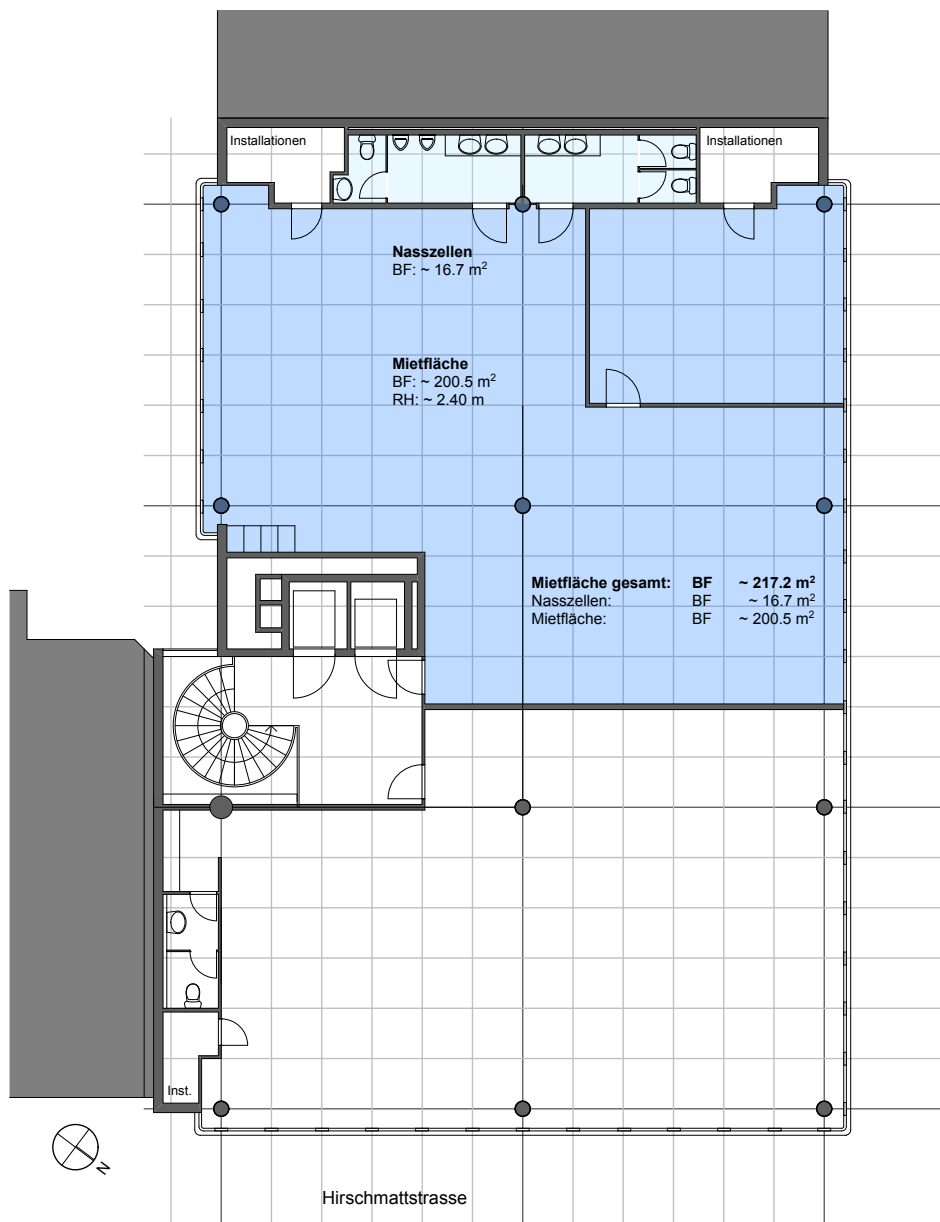 Installationen
Installationen
Nasszellen
BF: ~ 16.7 m²
Mietfläche
BF: ~ 200.5 m²
RH: ~ 2.40 m
Mietfläche gesamt: BF ~ 217.2 m²
Nasszellen: BF ~ 16.7 m²
Mietfläche: BF ~ 200.5 m²
Inst.
N
Hirschmattstrasse